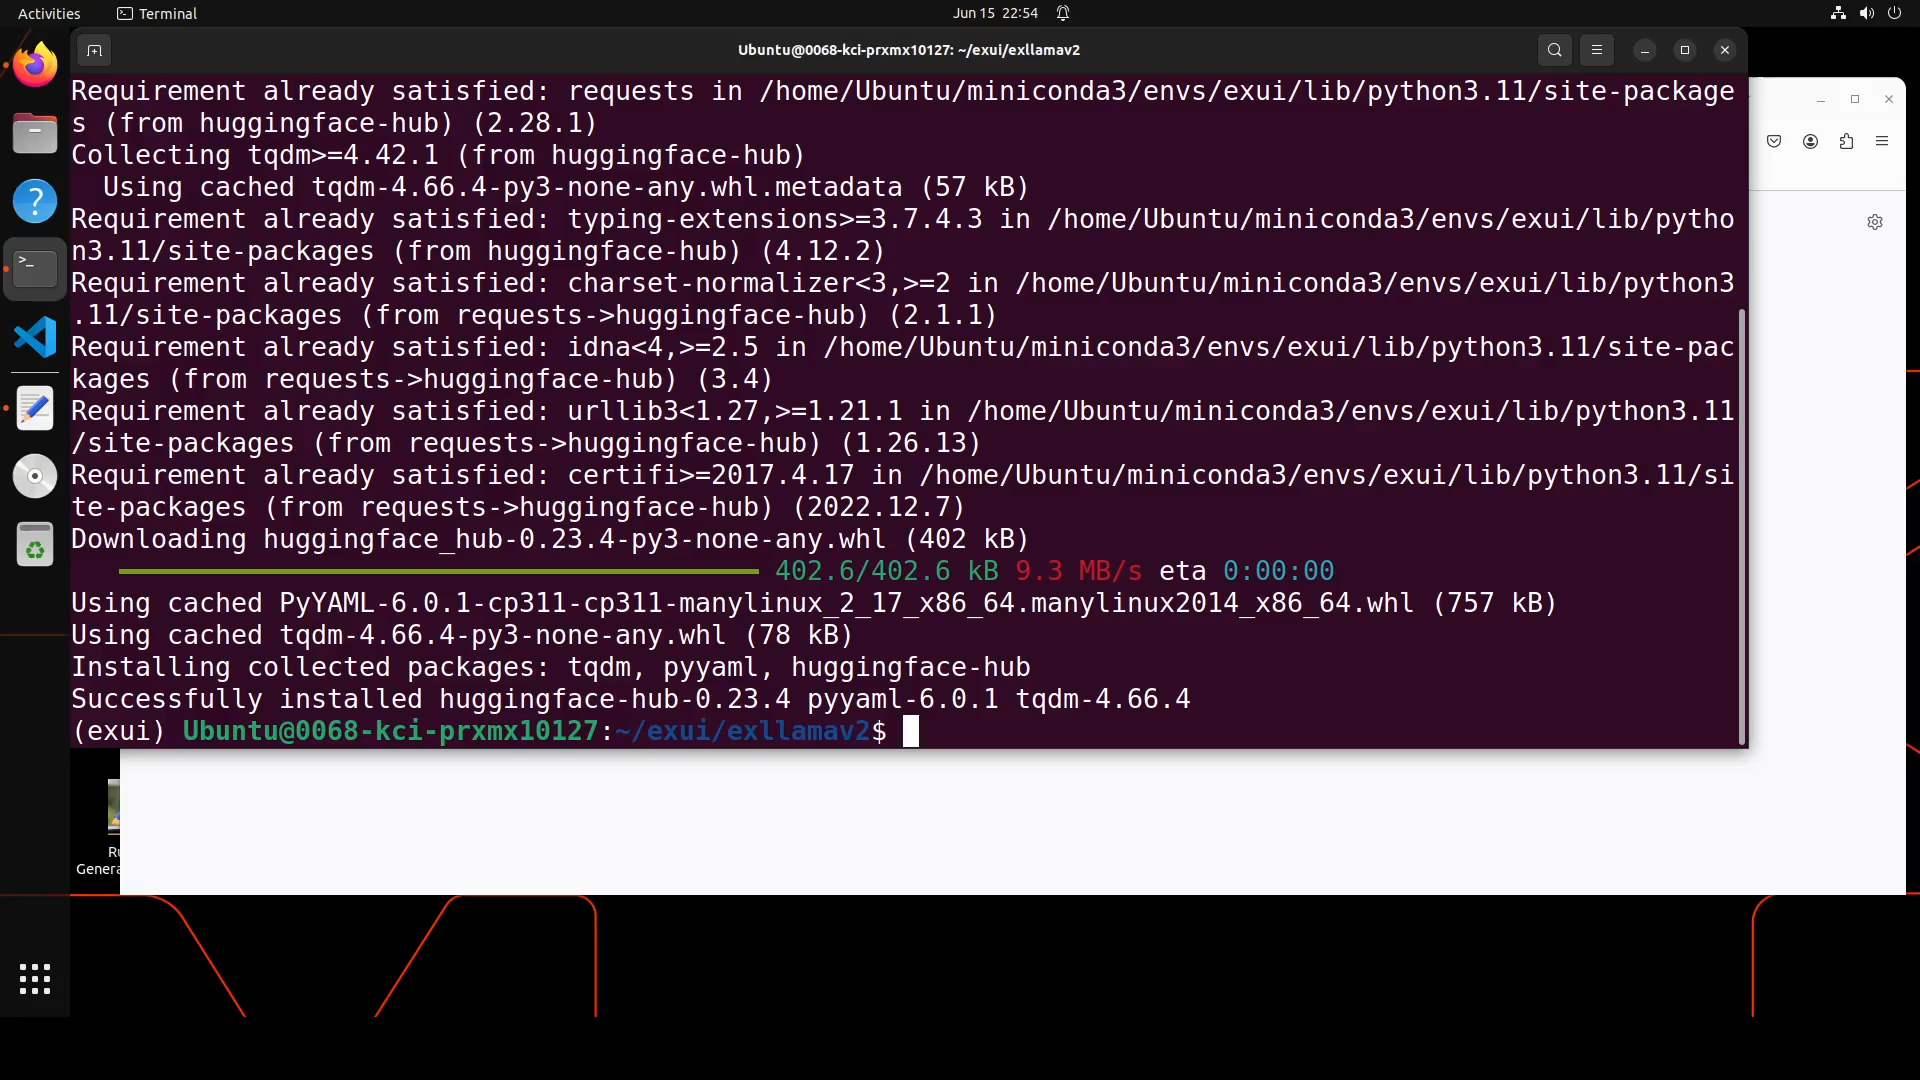 Activities
Terminal
Jun 15 22:54
Ubuntu@0068-kci-prxmx10127: ~/exui/exllamav2
Requirement already satisfied: requests in /home/Ubuntu/miniconda3/envs/exui/lib/python3.11/site-package
s (from huggingface-hub) (2.28.1)
Collecting tqdm>=4.42.1 (from huggingface-hub)
  Using cached tqdm-4.66.4-py3-none-any.whl.metadata (57 kB)
Requirement already satisfied: typing-extensions>=3.7.4.3 in /home/Ubuntu/miniconda3/envs/exui/lib/pytho
n3.11/site-packages (from huggingface-hub) (4.12.2)
Requirement already satisfied: charset-normalizer<3,>=2 in /home/Ubuntu/miniconda3/envs/exui/lib/python3
.11/site-packages (from requests->huggingface-hub) (2.1.1)
Requirement already satisfied: idna<4,>=2.5 in /home/Ubuntu/miniconda3/envs/exui/lib/python3.11/site-pac
kages (from requests->huggingface-hub) (3.4)
Requirement already satisfied: urllib3<1.27,>=1.21.1 in /home/Ubuntu/miniconda3/envs/exui/lib/python3.11
/site-packages (from requests->huggingface-hub) (1.26.13)
Requirement already satisfied: certifi>=2017.4.17 in /home/Ubuntu/miniconda3/envs/exui/lib/python3.11/si
te-packages (from requests->huggingface-hub) (2022.12.7)
Downloading huggingface_hub-0.23.4-py3-none-any.whl (402 kB)
402.6/402.6 kB 9.3 MB/s eta 0:00:00
Using cached PyYAML-6.0.1-cp311-cp311-manylinux_2_17_x86_64.manylinux2014_x86_64.whl (757 kB)
Using cached tqdm-4.66.4-py3-none-any.whl (78 kB)
Installing collected packages: tqdm, pyyaml, huggingface-hub
Successfully installed huggingface-hub-0.23.4 pyyaml-6.0.1 tqdm-4.66.4
(exui) Ubuntu@0068-kci-prxmx10127:~/exui/exllamav2$
Ru
Genera